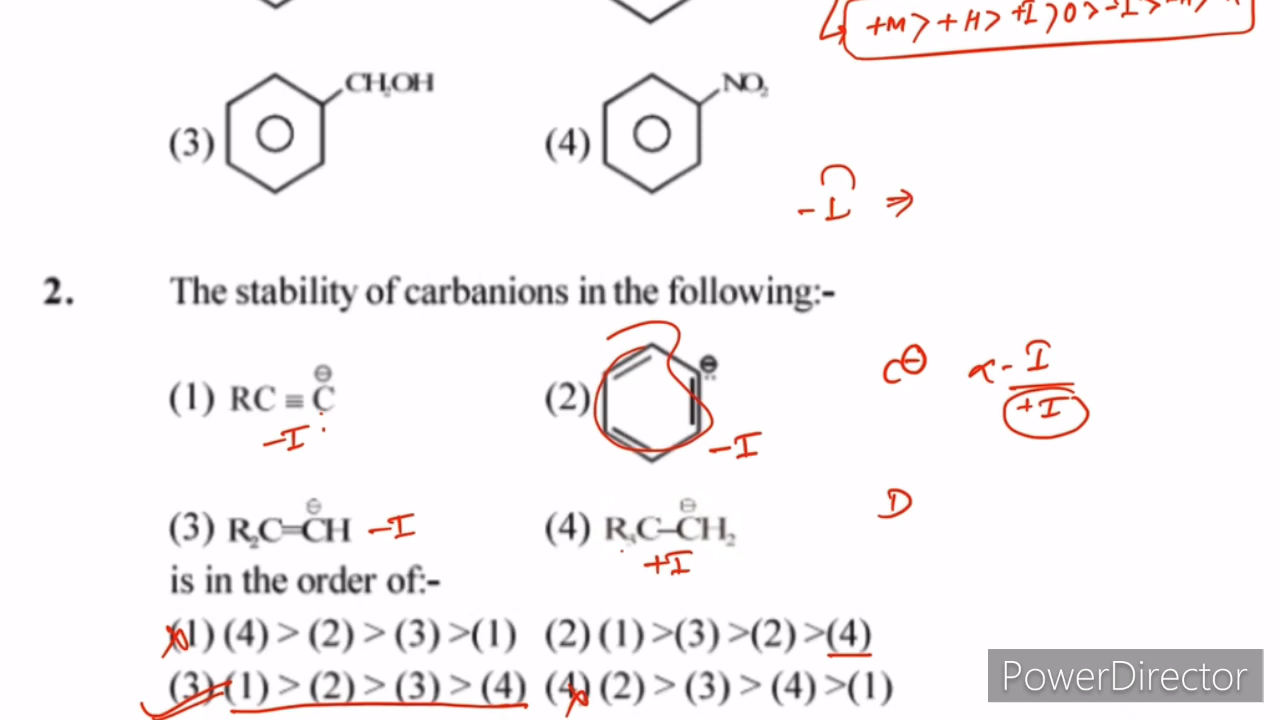 +M > +H > +I > 0 > -I >
(3) CH₂OH (4) NO₂
-I ⇒
2. The stability of carbanions in the following:-
(1) RC ≡ C̈ ⊖ (2) ⊖ C⊖ ∝ -I
-I -I +I
(3) R₂C=CH ⊖ -I (4) R₃C–CH₂ ⊖ D
+I
is in the order of:-
(1) (4) > (2) > (3) >(1) (2) (1) >(3) >(2) >(4)
(3) (1) > (2) > (3) > (4) (4) (2) > (3) > (4) >(1)
PowerDirector